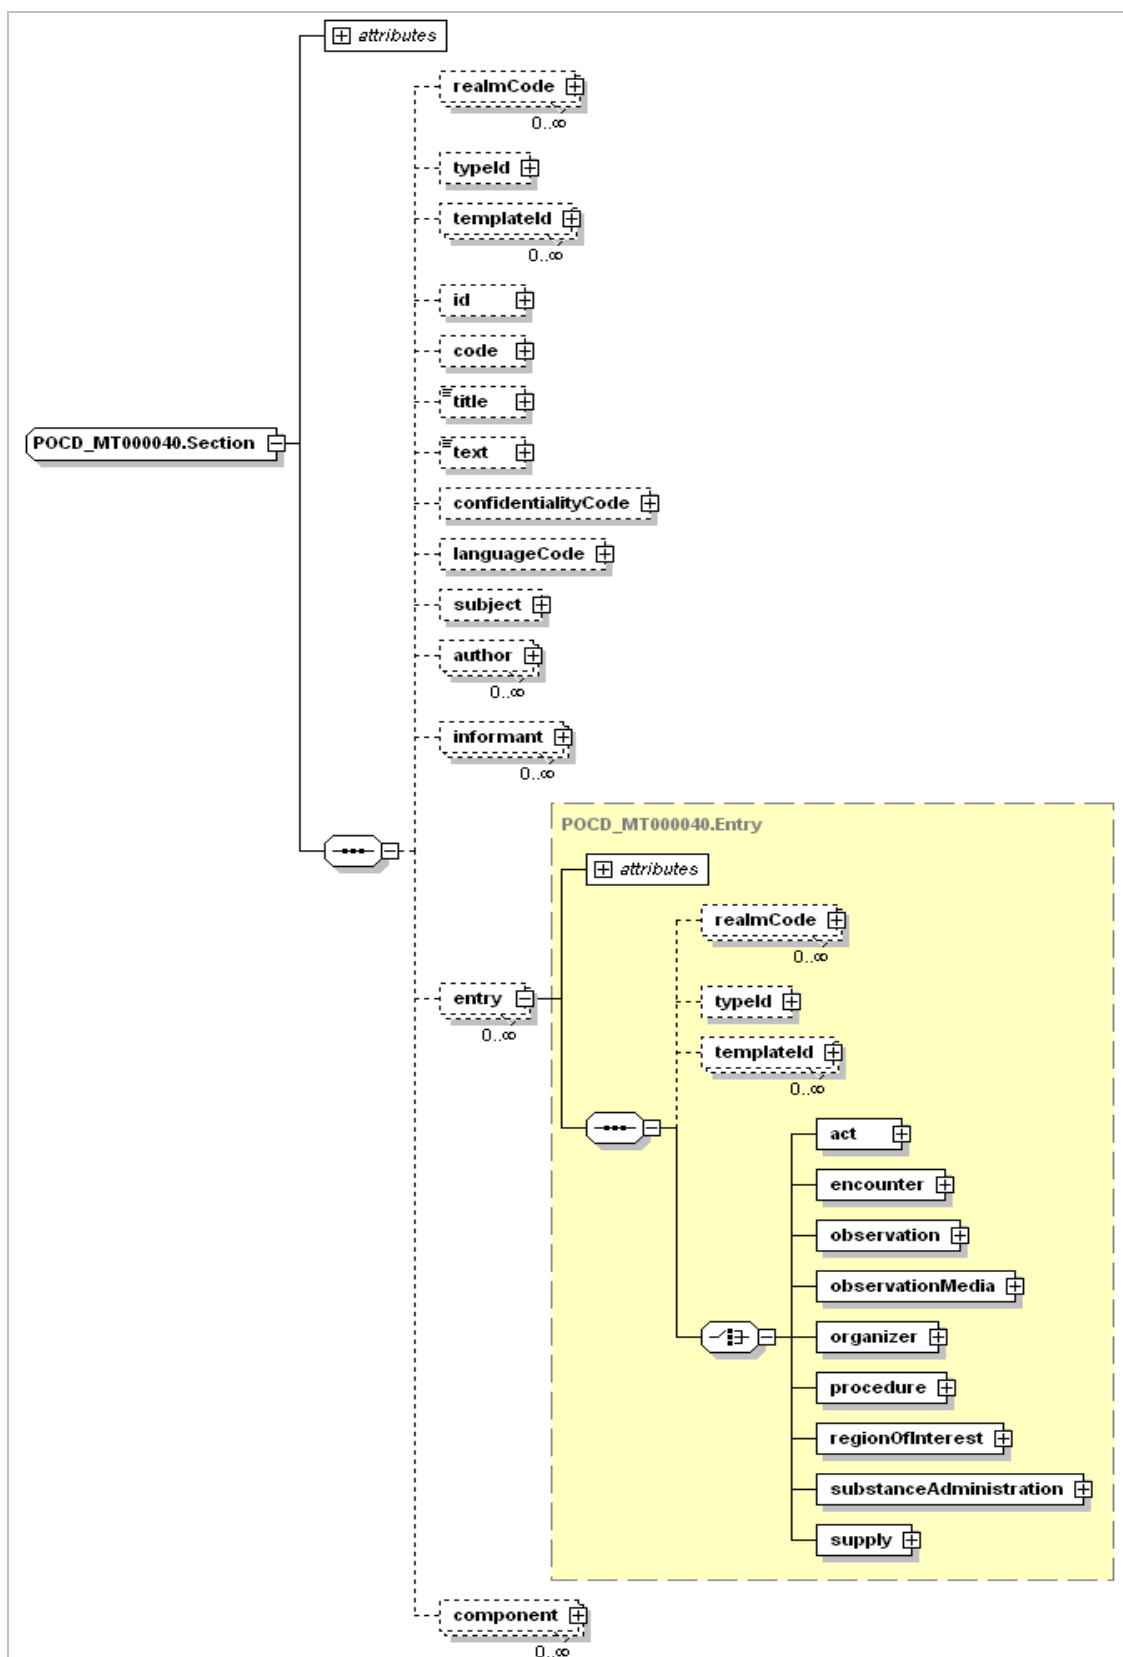 attributes
realmCode
0..∞
typeId
templateId
0..∞
id
code
title
POCD_MT000040.Section
text
confidentialityCode
languageCode
subject
author
0..∞
informant
0..∞
POCD_MT000040.Entry
attributes
realmCode
0..∞
entry
0..∞
typeId
templateId
0..∞
act
encounter
observation
observationMedia
organizer
procedure
regionOfInterest
substanceAdministration
supply
component
0..∞